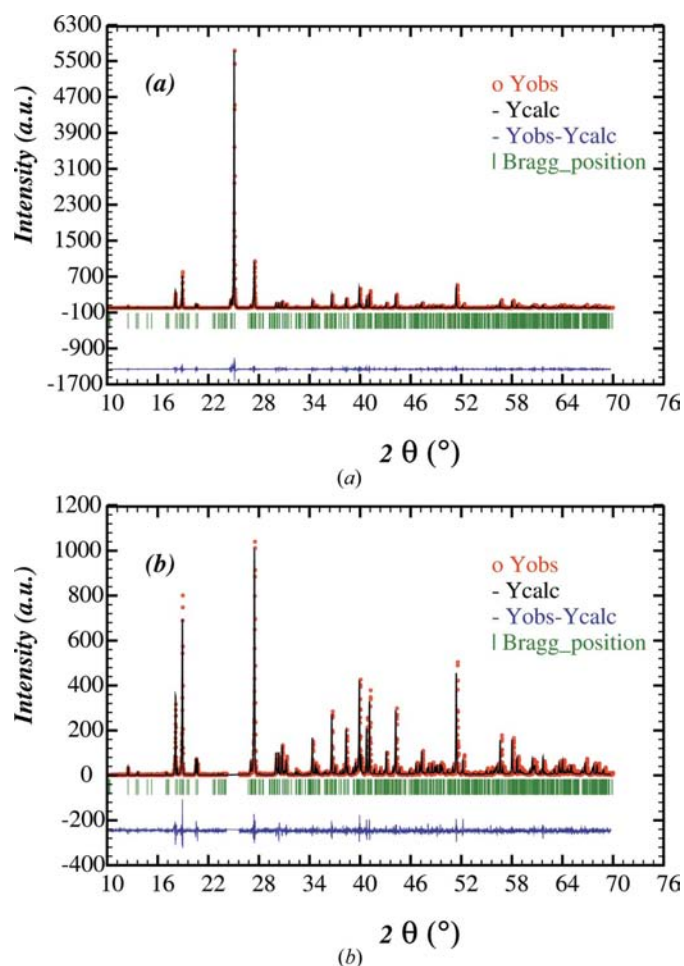 6300
5500
4700
3900
3100
2300
1500
700
-100
-900
-1700
Intensity (a.u.)
(a)
o Yobs
- Ycalc
- Yobs-Ycalc
| Bragg_position
10 16 22 28 34 40 46 52 58 64 70 76
2 θ (°)
(a)
1200
1000
800
600
400
200
0
-200
-400
Intensity (a.u.)
(b)
o Yobs
- Ycalc
- Yobs-Ycalc
| Bragg_position
10 16 22 28 34 40 46 52 58 64 70 76
2 θ (°)
(b)